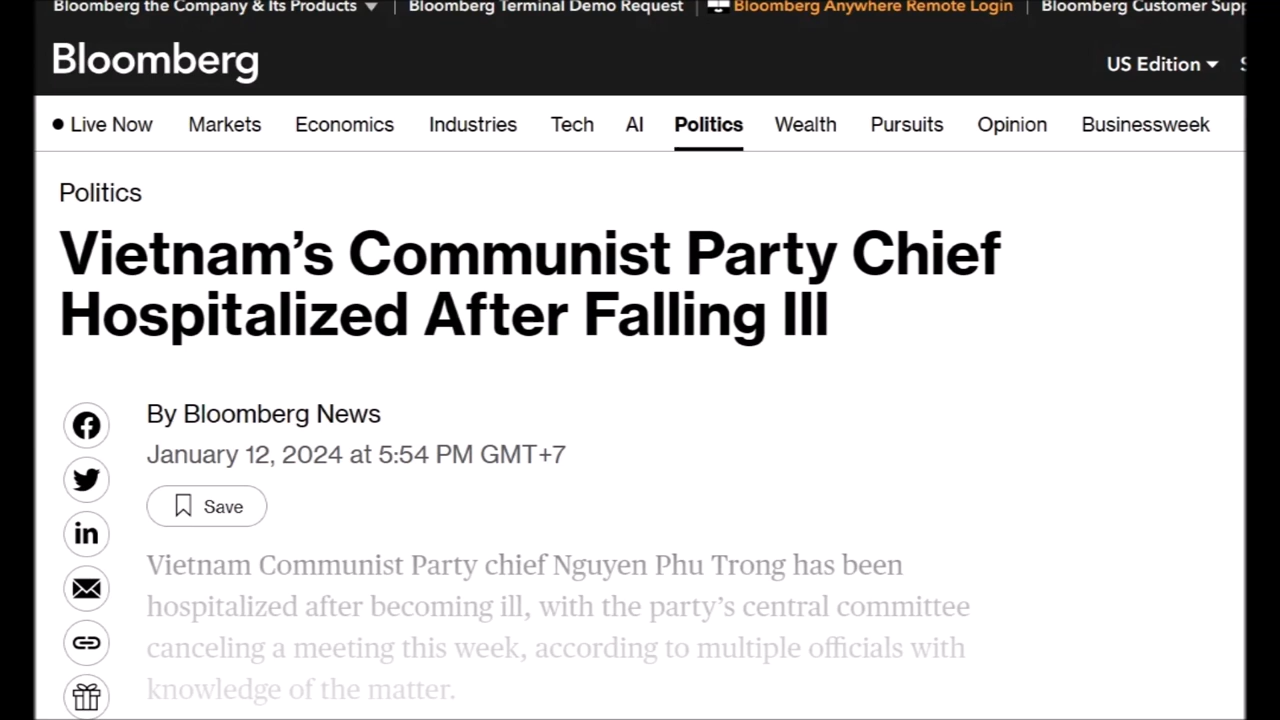 Bloomberg the Company & Its Products
Bloomberg Terminal Demo Request
Bloomberg Anywhere Remote Login
Bloomberg Customer Supp
Bloomberg
US Edition
Live Now Markets Economics Industries Tech AI Politics Wealth Pursuits Opinion Businessweek
Politics
Vietnam’s Communist Party Chief
Hospitalized After Falling Ill
By Bloomberg News
January 12, 2024 at 5:54 PM GMT+7
Save
Vietnam Communist Party chief Nguyen Phu Trong has been
hospitalized after becoming ill, with the party’s central committee
canceling a meeting this week, according to multiple officials with
knowledge of the matter.